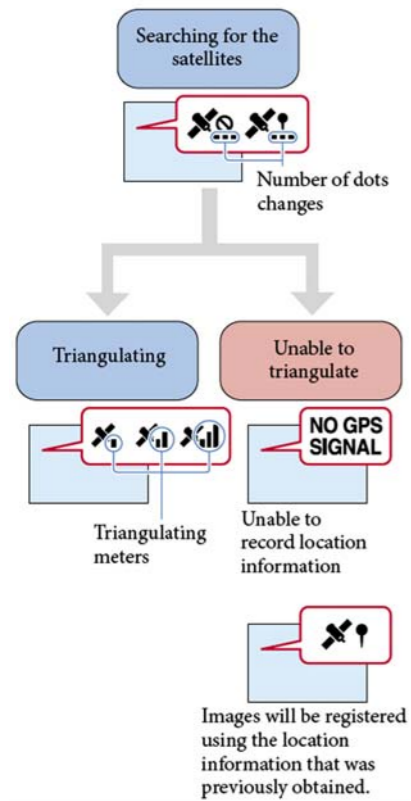 Searching for the
satellites
Number of dots
changes
Triangulating
Unable to
triangulate
NO GPS
SIGNAL
Triangulating
meters
Unable to
record location
information
Images will be registered
using the location
information that was
previously obtained.